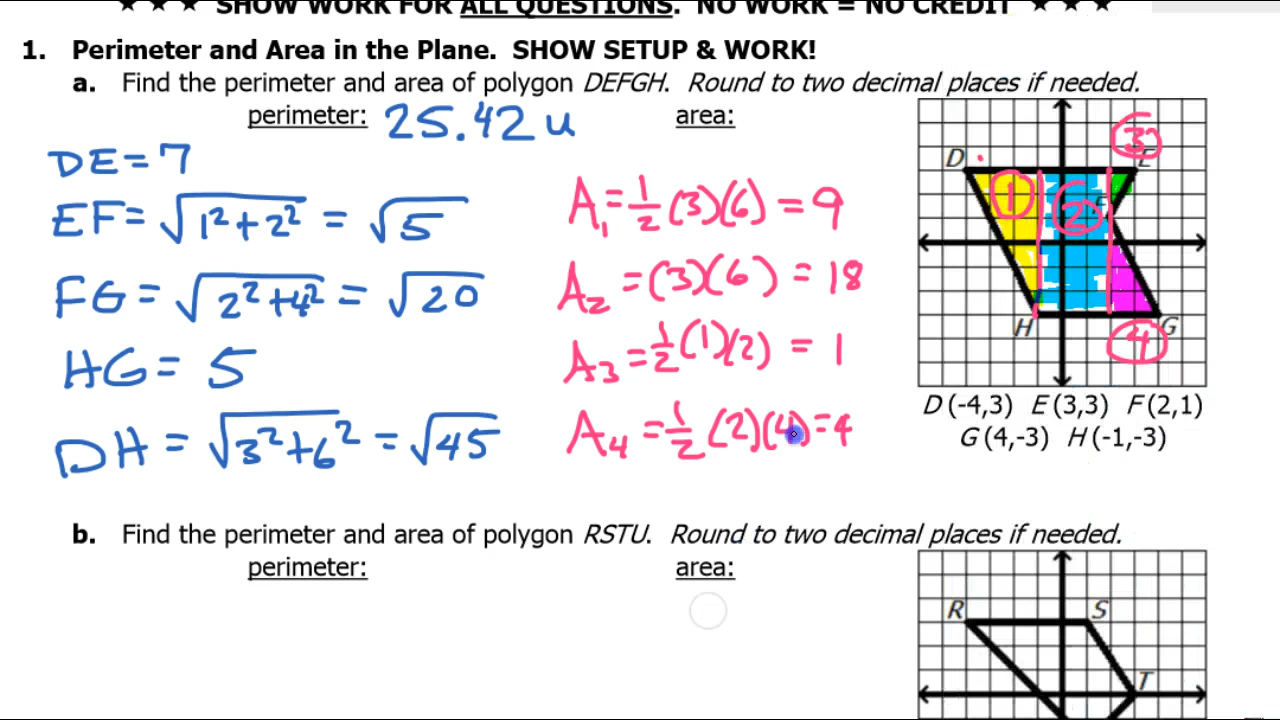 ★ ★ ★ SHOW WORK FOR ALL QUESTIONS. NO WORK = NO CREDIT ★ ★ ★
1. Perimeter and Area in the Plane. SHOW SETUP & WORK!
a. Find the perimeter and area of polygon DEFGH. Round to two decimal places if needed.
perimeter: 25.42 u area:
DE = 7
EF = √1² + 2² = √5
FG = √2² + 4² = √20
HG = 5
DH = √3² + 6² = √45
A₁ = 1/2 (3)(6) = 9
A₂ = (3)(6) = 18
A₃ = 1/2 (1)(2) = 1
A₄ = 1/2 (2)(4) = 4
D E
F
H G
1 2 3 4
D (-4,3) E (3,3) F (2,1)
G (4,-3) H (-1,-3)
b. Find the perimeter and area of polygon RSTU. Round to two decimal places if needed.
perimeter: area:
R S
T